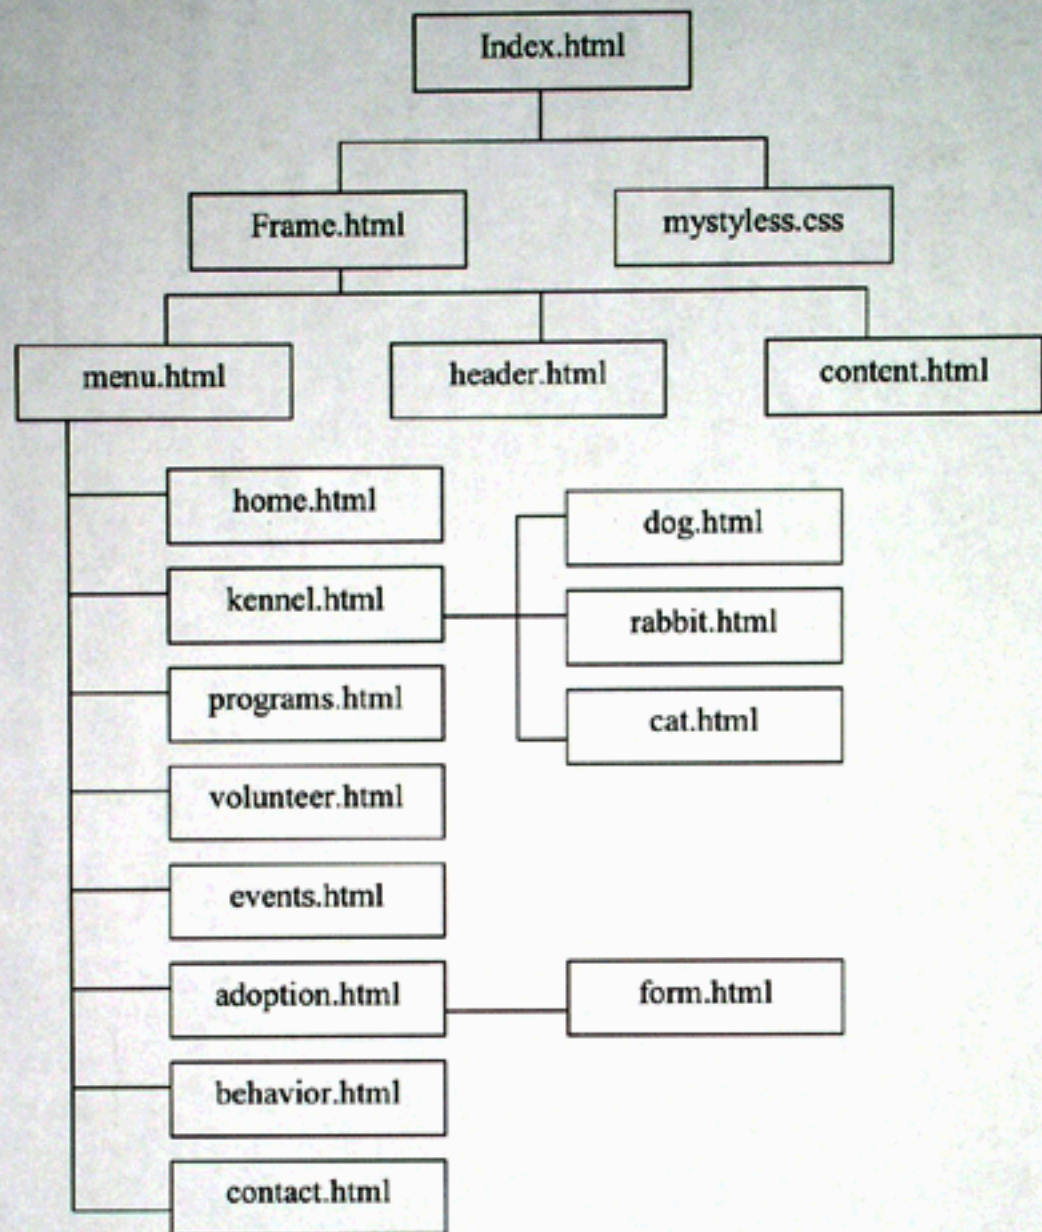 Index.html
Frame.html
mystyless.css
menu.html
header.html
content.html
home.html
kennel.html
programs.html
volunteer.html
events.html
adoption.html
behavior.html
contact.html
dog.html
rabbit.html
cat.html
form.html